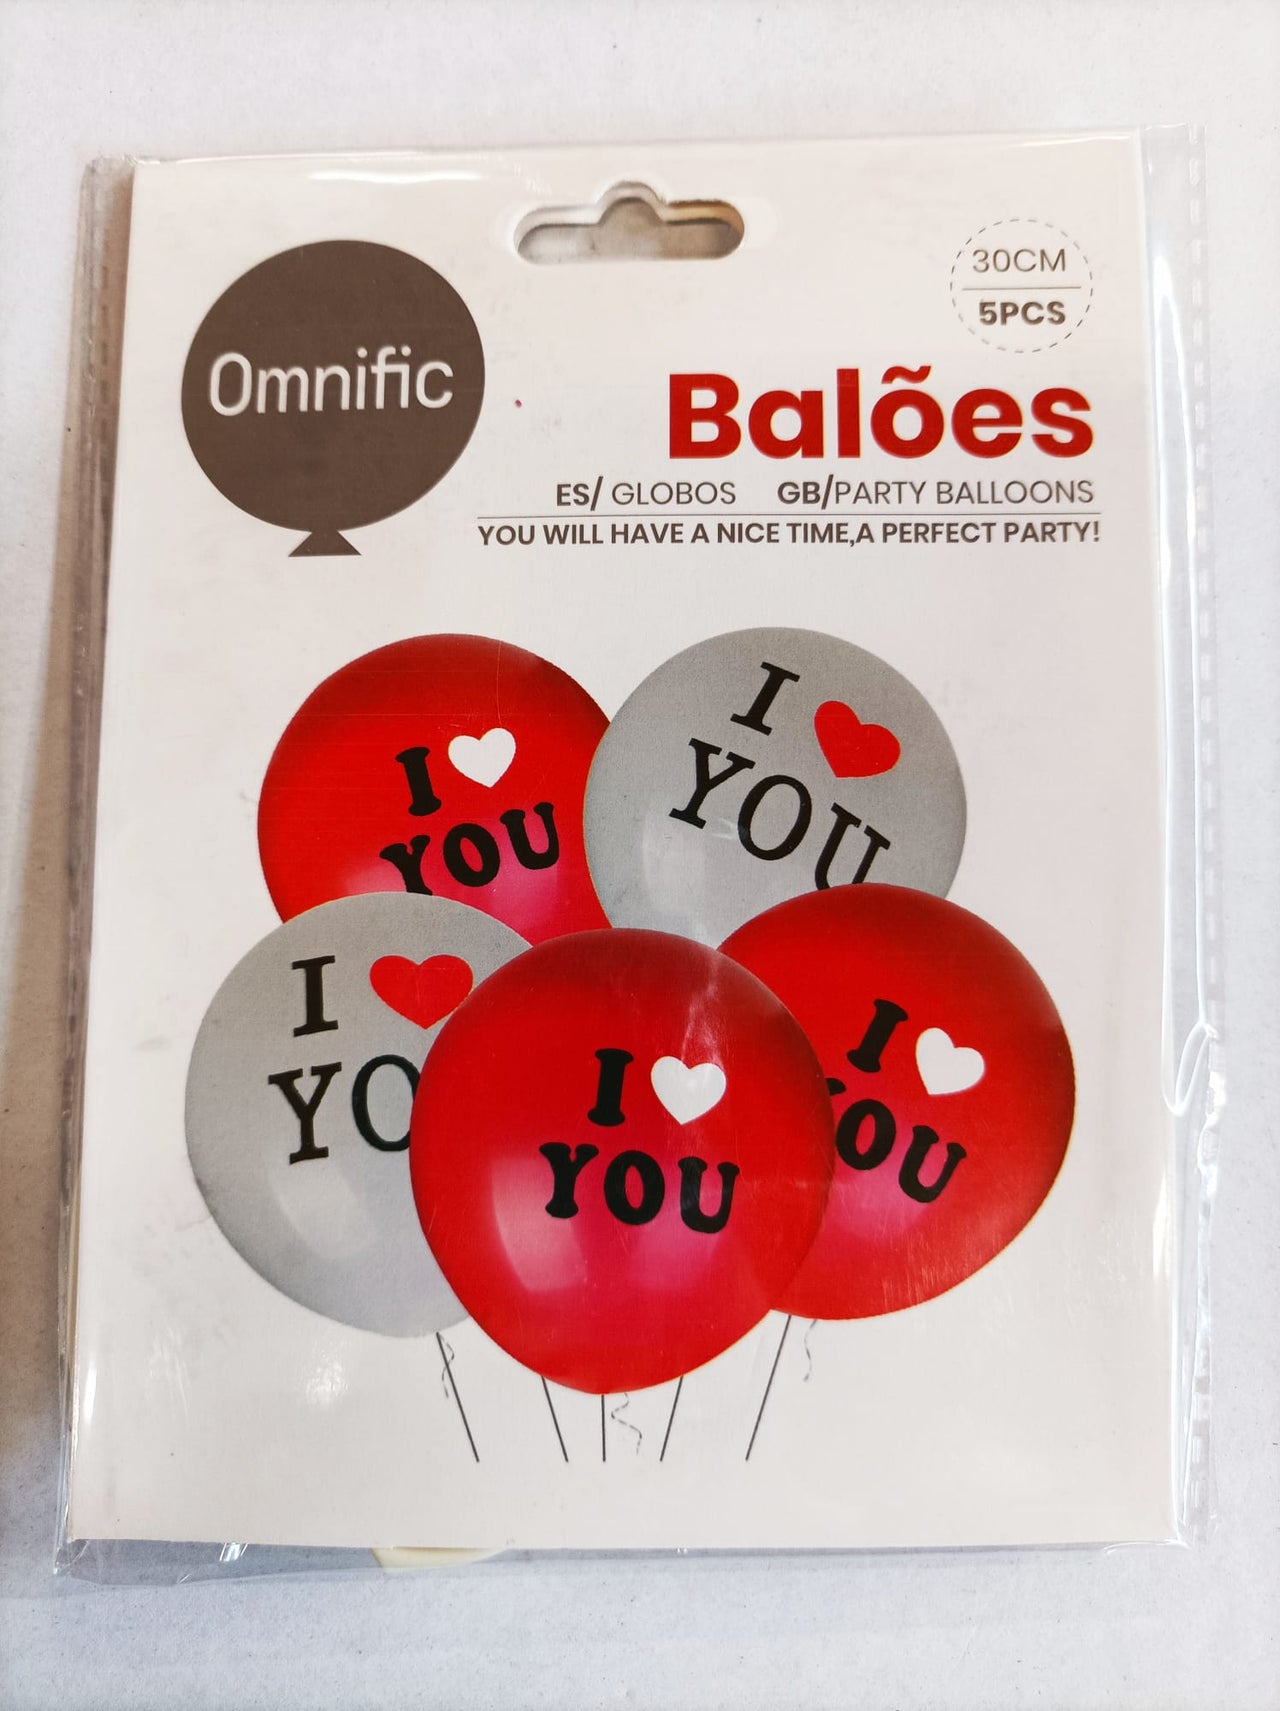 30CM
5PCS
Omnific
Balões
ES/ GLOBOS GB/PARTY BALLOONS
YOU WILL HAVE A NICE TIME,A PERFECT PARTY!
I
YOU
I
YOU
I
YO
I
YOU
I
YOU